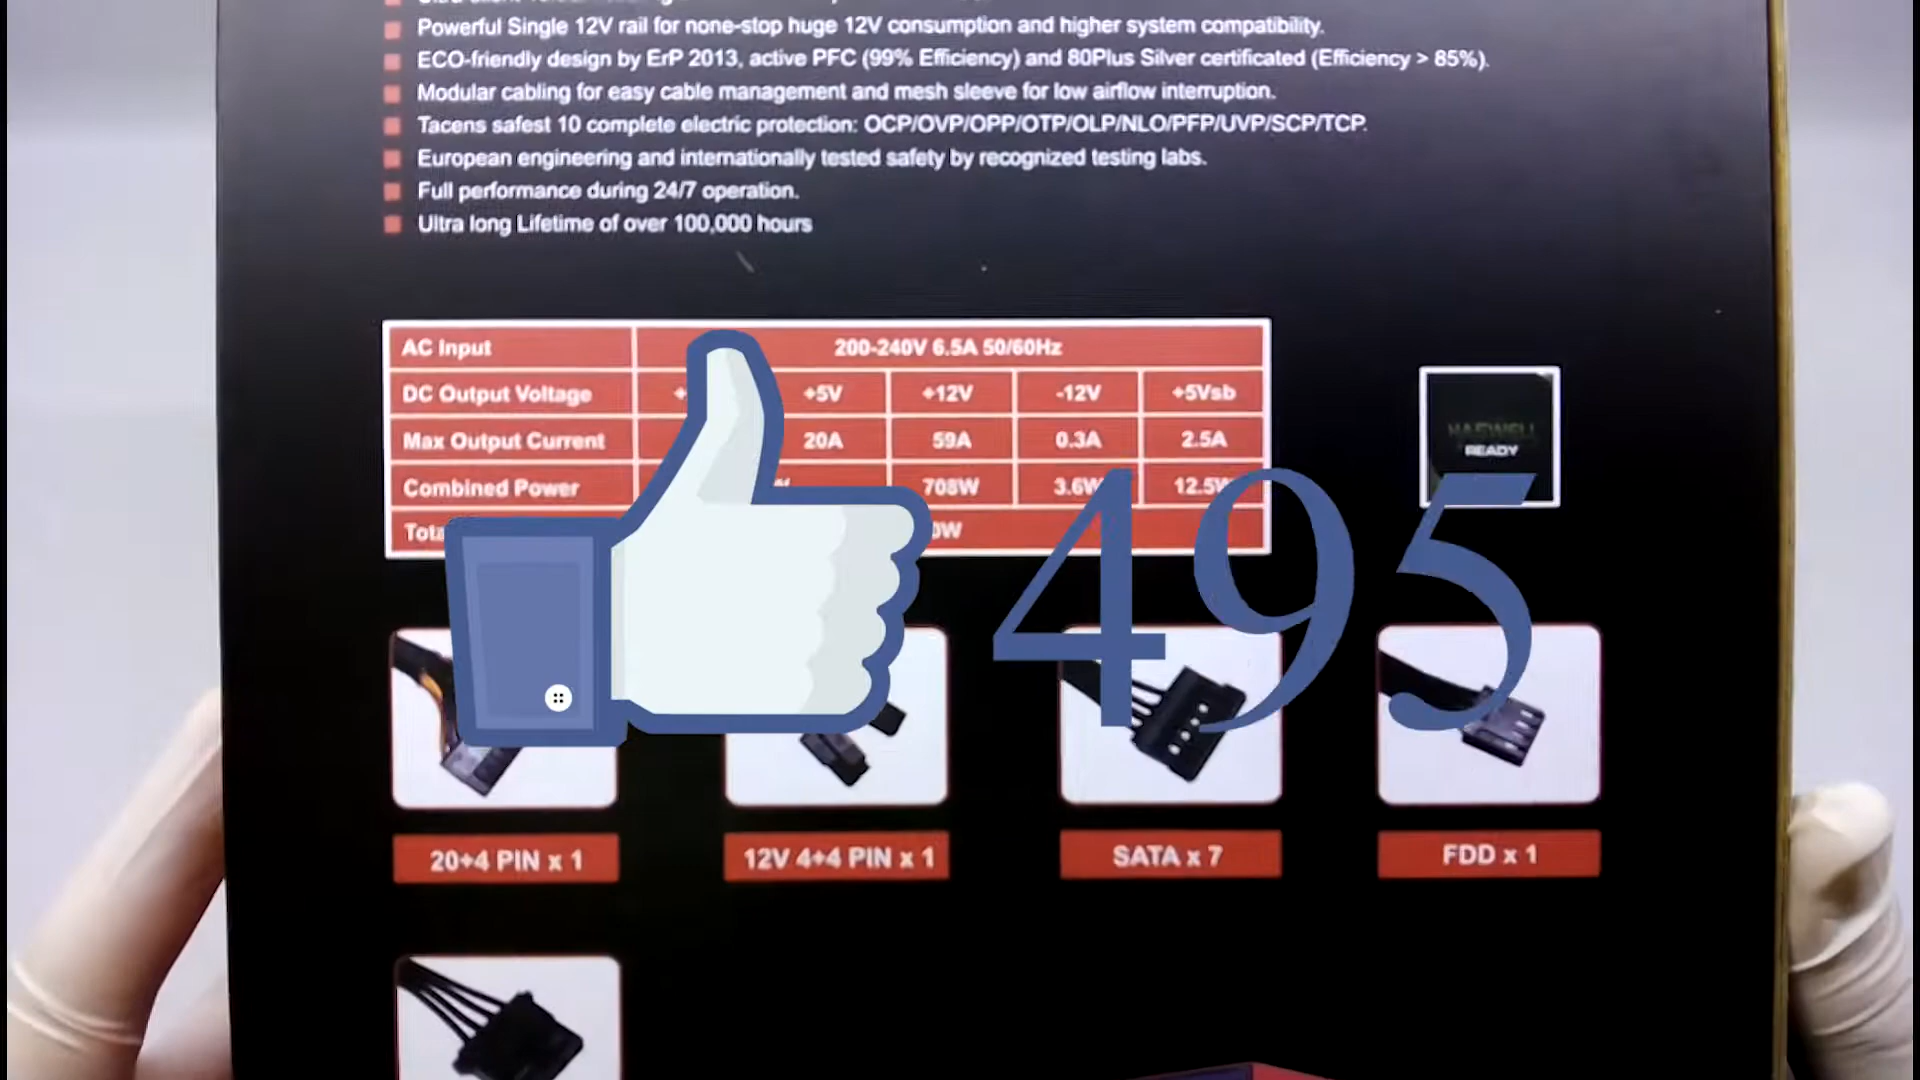 Powerful Single 12V rail for none-stop huge 12V consumption and higher system compatibility.
ECO-friendly design by ErP 2013, active PFC (99% Efficiency) and 80Plus Silver certificated (Efficiency > 85%).
Modular cabling for easy cable management and mesh sleeve for low airflow interruption.
Tacens safest 10 complete electric protection: OCP/OVP/OPP/OTP/OLP/NLO/PFP/UVP/SCP/TCP.
European engineering and internationally tested safety by recognized testing labs.
Full performance during 24/7 operation.
Ultra long Lifetime of over 100,000 hours
AC Input 200-240V 6.5A 50/60Hz
DC Output Voltage +5V +12V -12V +5Vsb
Max Output Current 20A 59A 0.3A 2.5A
Combined Power 708W 3.6W 12.5W
HASWELL
READY
495
20+4 PIN x 1
12V 4+4 PIN x 1
SATA x 7
FDD x 1